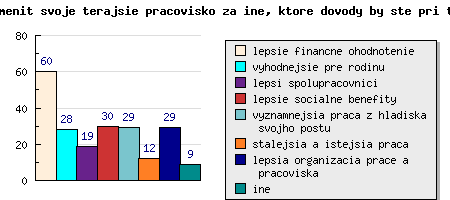 menit svoje terajsie pracovisko za ine, ktore dovody by ste pri t
80
60
40
20
0
60
28
19
30
29
12
29
9
lepsie financne ohodnotenie
vyhodnejsie pre rodinu
lepsi spolupracovnici
lepsie socialne benefity
vyznamnejsia praca z hladiska
svojho postu
stalejsia a istejsia praca
lepsia organizacia prace a
pracoviska
ine